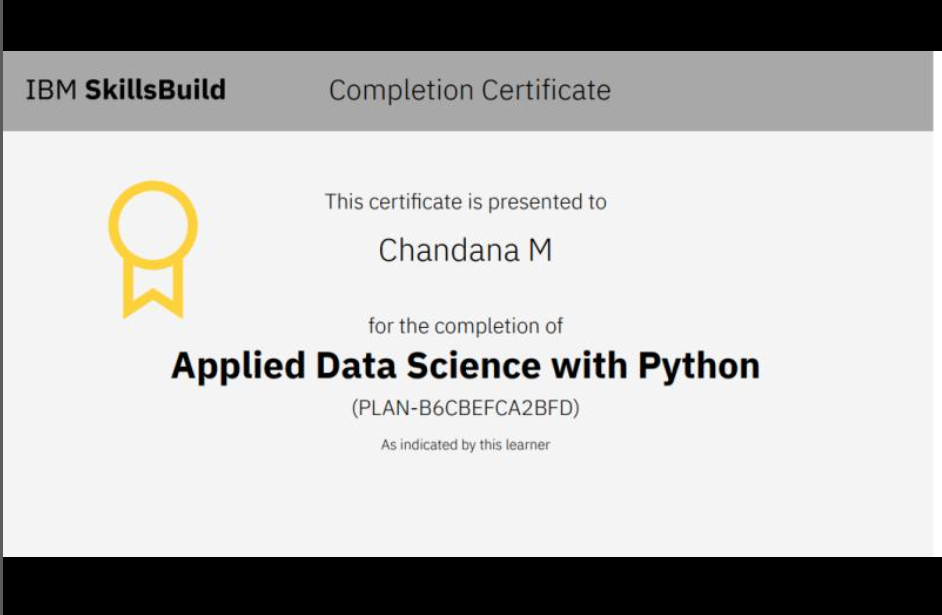 IBM SkillsBuild Completion Certificate
This certificate is presented to
Chandana M
for the completion of
Applied Data Science with Python
(PLAN-B6CBEFCA2BFD)
As indicated by this learner